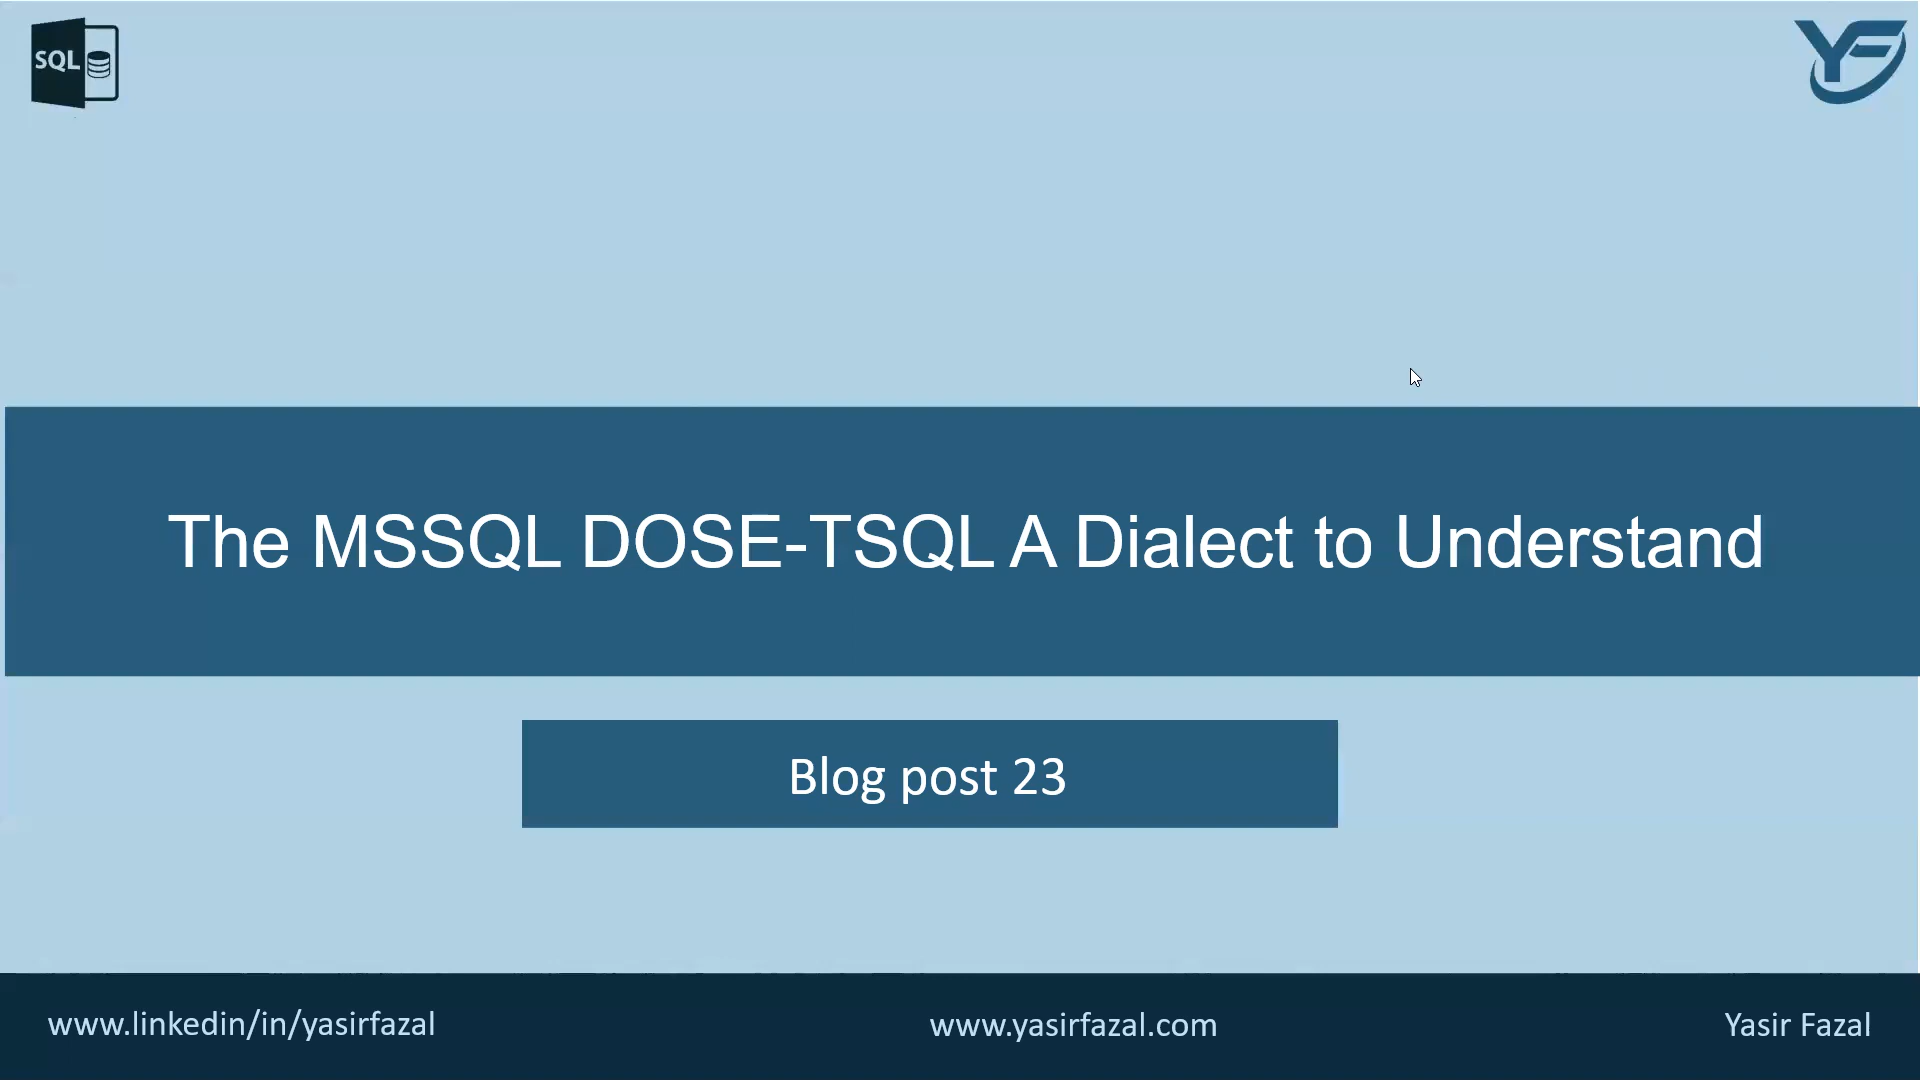 SQL
YF
The MSSQL DOSE-TSQL A Dialect to Understand
Blog post 23
www.linkedin/in/yasirfazal
www.yasirfazal.com
Yasir Fazal